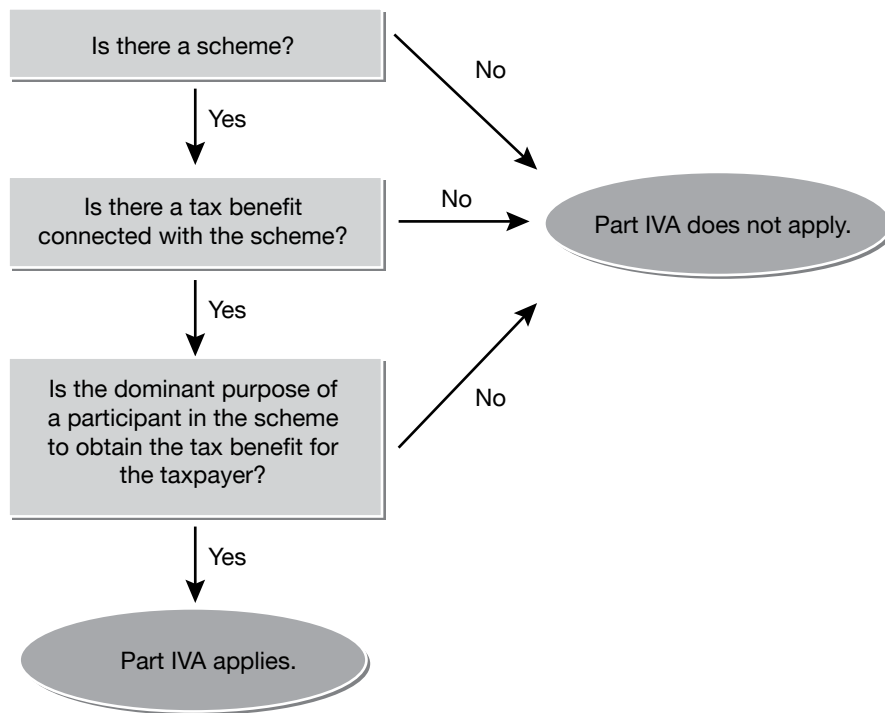 Is there a scheme?
No
Yes
Is there a tax benefit
connected with the scheme?
No
Part IVA does not apply.
Yes
Is the dominant purpose of
a participant in the scheme
to obtain the tax benefit for
the taxpayer?
No
Yes
Part IVA applies.